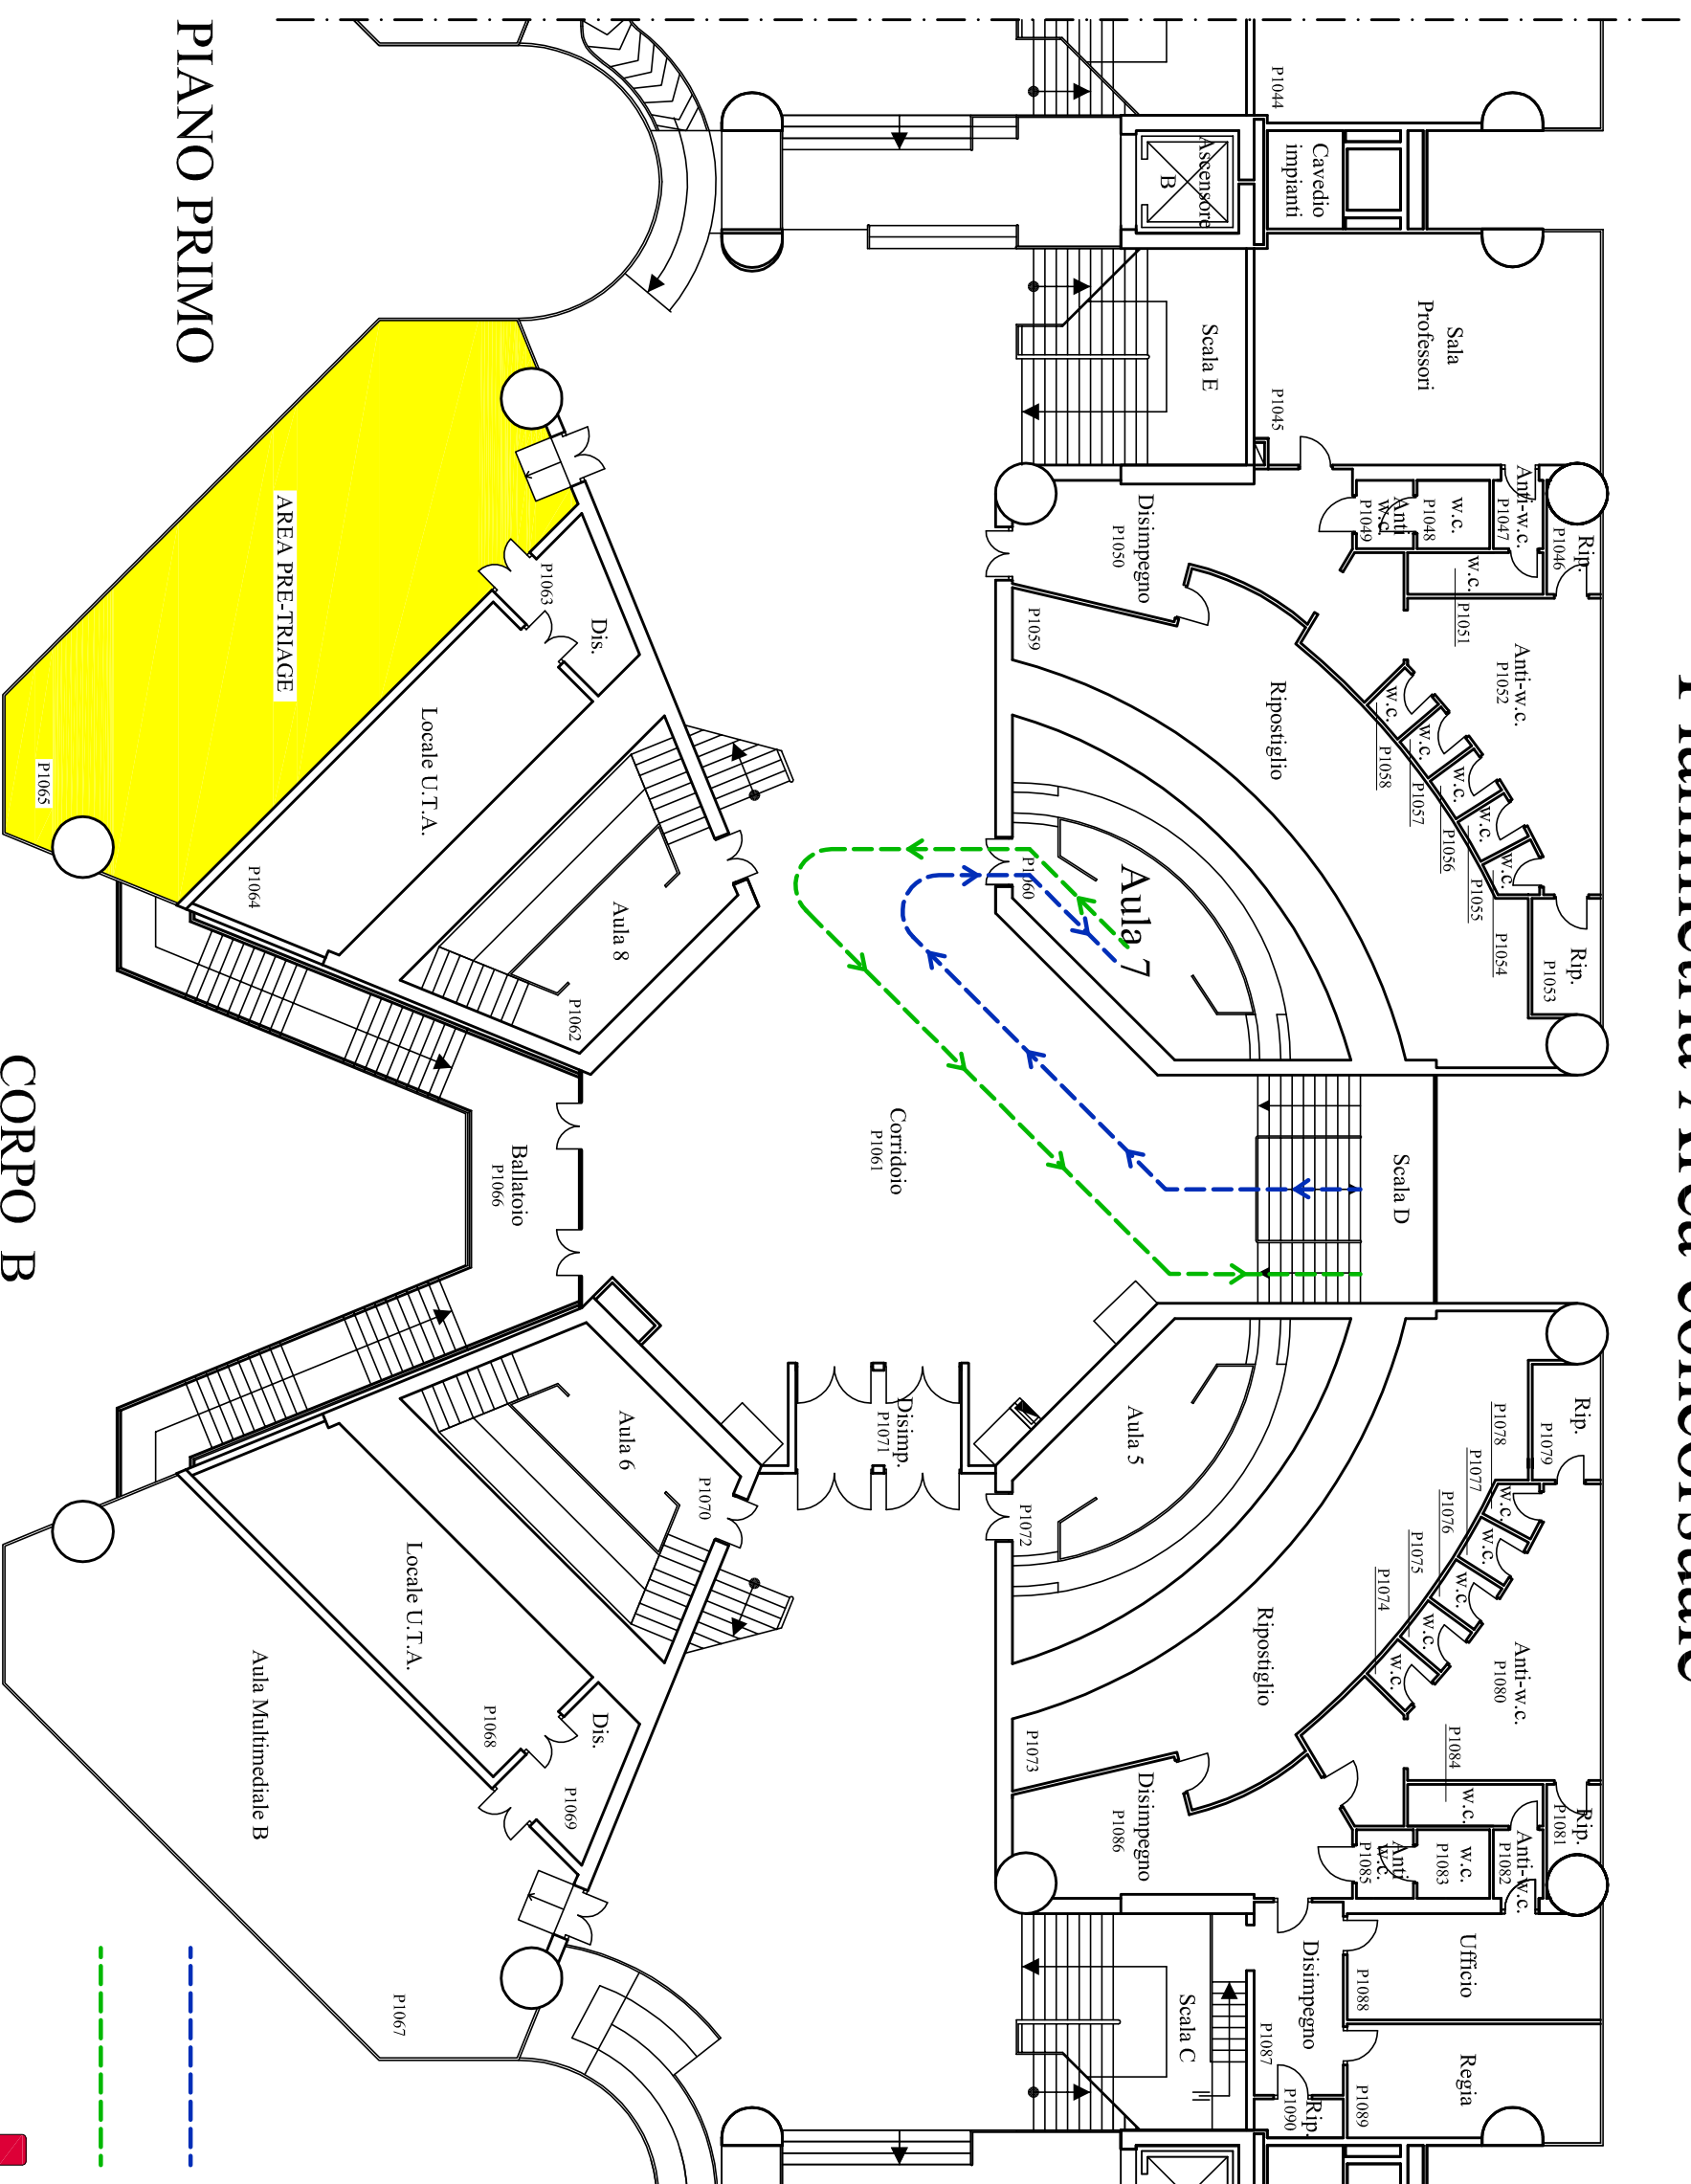 Planimetria Area Concorsuale
P1044
Cavedio
impianti
Ascensore
B
Sala
Professori
Scala E
P1045
PIANO PRIMO
Rip.
P1046
Anti-w.c.
P1047
w.c.
P1048
Anti
w.c.
P1049
w.c.
P1051
Disimpegno
P1050
Anti-w.c.
P1052
P1059
Ripostiglio
w.c.
P1058
w.c.
P1057
w.c.
P1056
w.c.
P1055
w.c.
P1054
Rip.
P1053
Aula 7
P1060
AREA PRE-TRIAGE
P1065
P1063
Dis.
Locale U.T.A.
P1064
Aula 8
P1062
Corridoio
P1061
Scala D
Ballatoio
P1066
CORPO B
Disimp.
P1071
Aula 5
P1072
Aula 6
P1070
Rip.
P1079
P1078
w.c.
P1077
w.c.
P1076
w.c.
P1075
w.c.
P1074
w.c.
Anti-w.c.
P1080
Ripostiglio
P1073
P1084
w.c.
Rip.
P1081
Anti-w.c.
P1082
w.c.
P1083
Anti
w.c.
P1085
Disimpegno
P1086
Locale U.T.A.
P1068
Dis.
P1069
Aula Multimediale B
P1067
Ufficio
P1088
Disimpegno
P1087
Scala C
Regia
P1089
Rip.
P1090